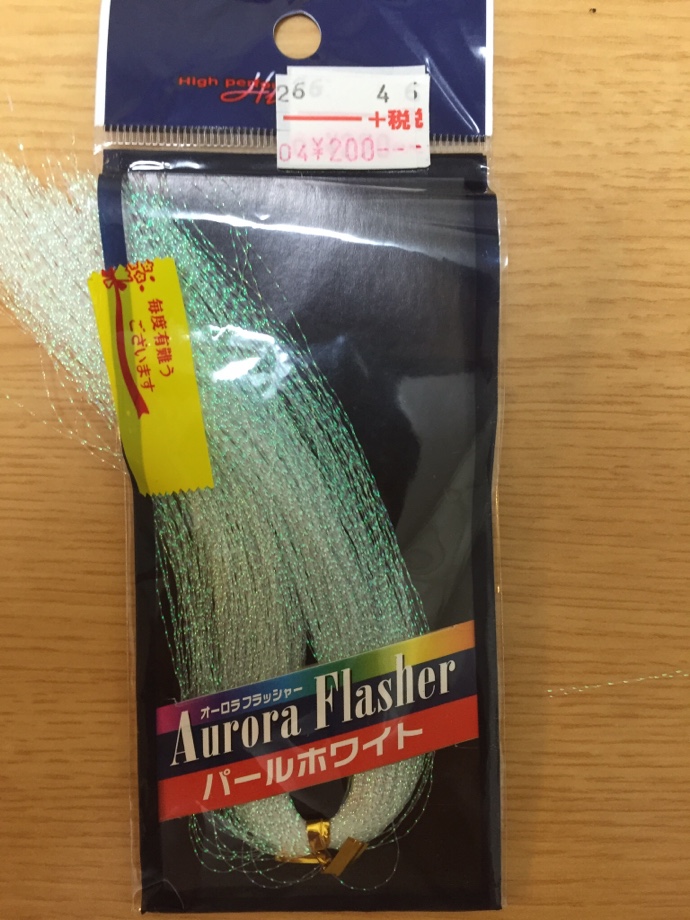 High
26 4 6
+税
04¥200
毎度有難う
ございます
オーロラフラッシャー
Aurora Flasher
パールホワイト